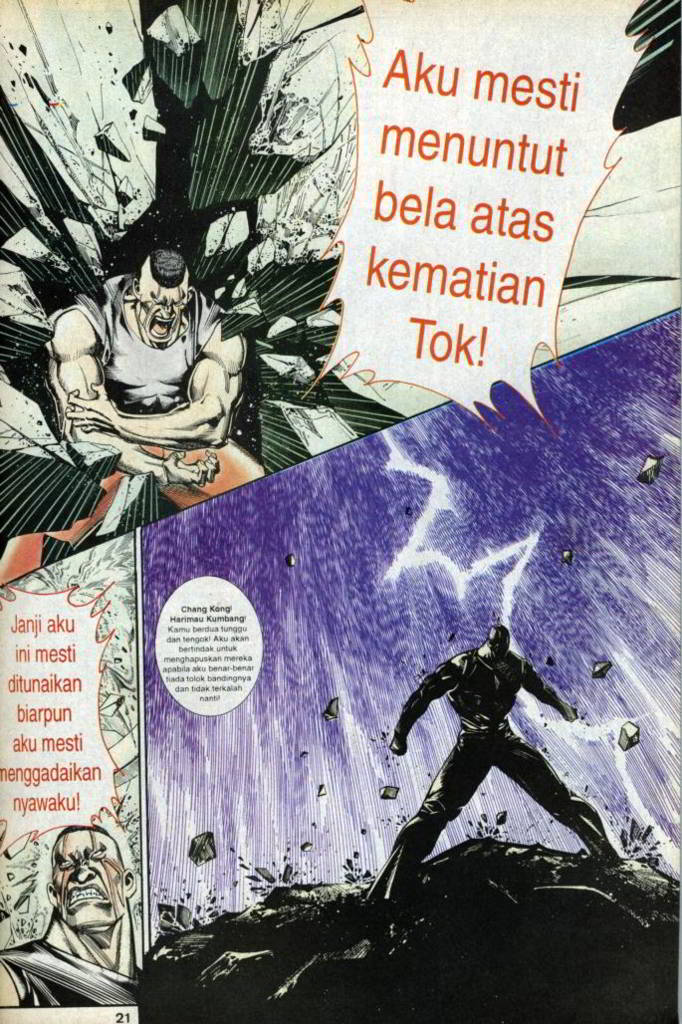 Aku mesti
menuntut
bela atas
kematian
Tok!
Janji aku
ini mesti
ditunaikan
biarpun
aku mesti
menggadaikan
nyawaku!
Chang Kong!
Harimau Kumbang!
Kamu berdua tunggu
dan tengok! Aku akan
bertindak untuk
menghapuskan mereka
apabila aku benar-benar
tiada tolok bandingnya
dan tidak terkalah
nanti!
21